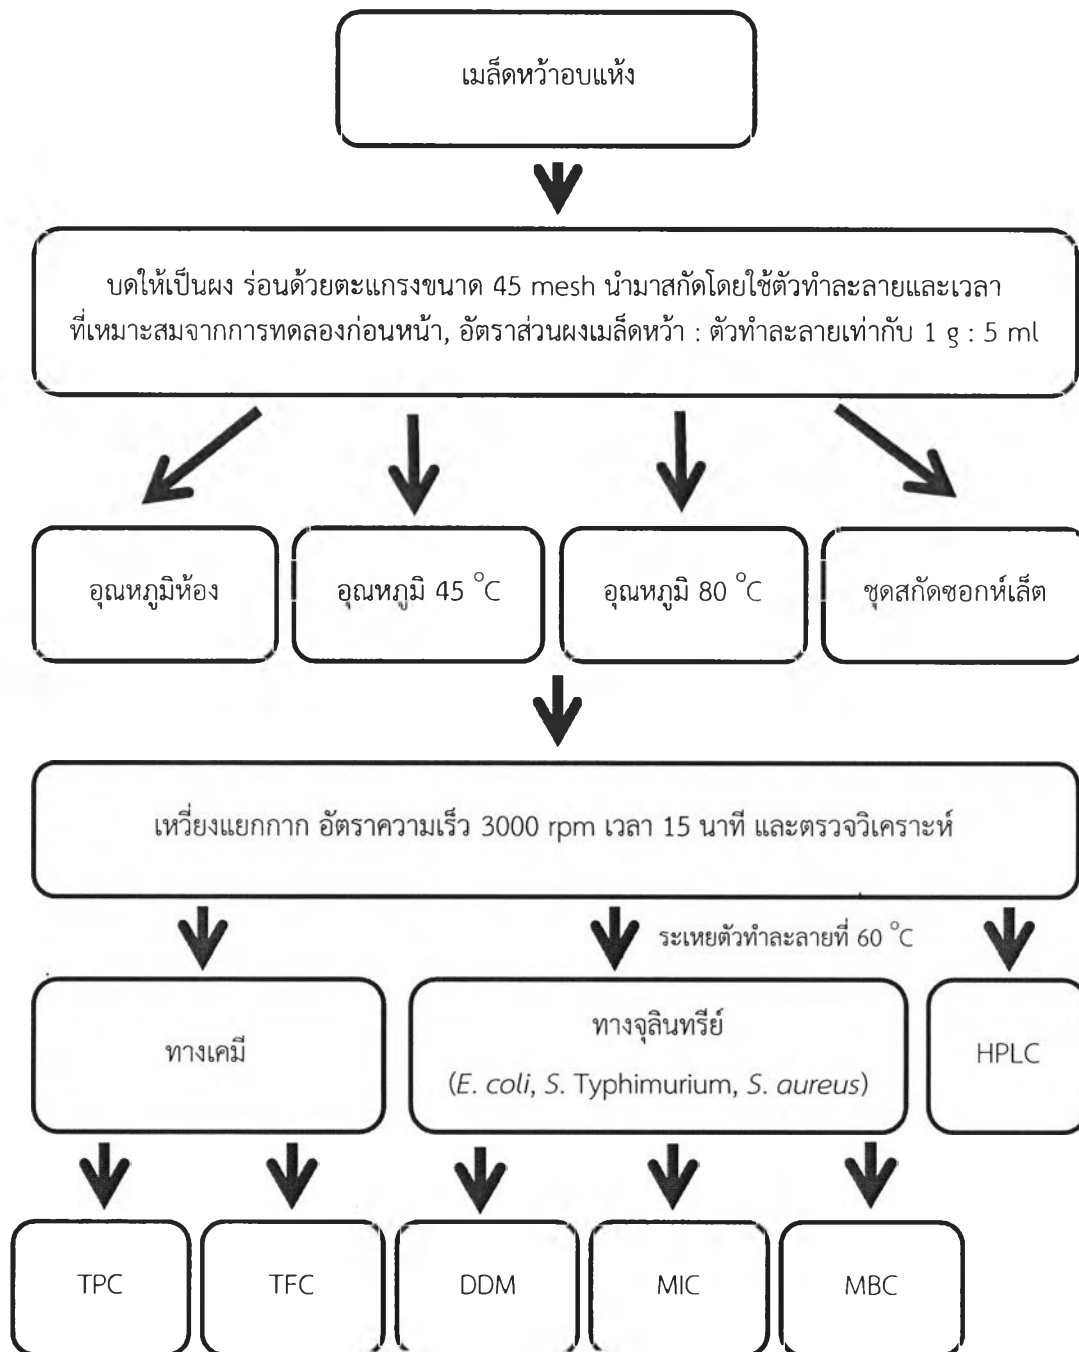 เมล็ดหว้าอบแห้ง
บดให้เป็นผง ร่อนด้วยตะแกรงขนาด 45 mesh นำมาสกัดโดยใช้ตัวทำละลายและเวลา
ที่เหมาะสมจากการทดลองก่อนหน้า, อัตราส่วนผงเมล็ดหว้า : ตัวทำละลายเท่ากับ 1 g : 5 ml
อุณหภูมิห้อง
อุณหภูมิ 45 °C
อุณหภูมิ 80 °C
ชุดสกัดซอกห์เล็ต
เหวี่ยงแยกกาก อัตราความเร็ว 3000 rpm เวลา 15 นาที และตรวจวิเคราะห์
ระเหยตัวทำละลายที่ 60 °C
ทางเคมี
ทางจุลินทรีย์
(E. coli, S. Typhimurium, S. aureus)
HPLC
TPC
TFC
DDM
MIC
MBC